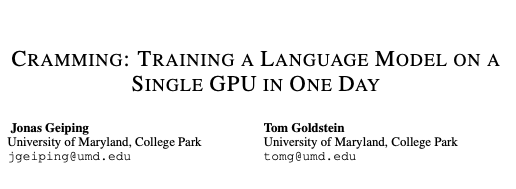 CRAMMING: TRAINING A LANGUAGE MODEL ON A
SINGLE GPU IN ONE DAY
Jonas Geiping Tom Goldstein
University of Maryland, College Park University of Maryland, College Park
jgeiping@umd.edu tomg@umd.edu